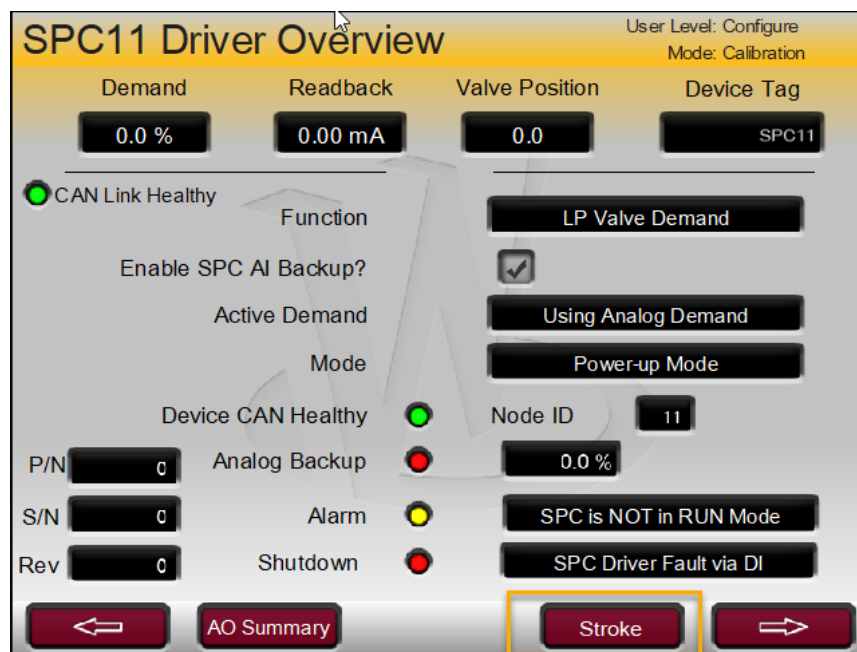 SPC11 Driver Overview
User Level: Configure
Mode: Calibration
Demand Readback Valve Position Device Tag
0.0 % 0.00 mA 0.0 SPC11
CAN Link Healthy
Function LP Valve Demand
Enable SPC AI Backup?
Active Demand Using Analog Demand
Mode Power-up Mode
Device CAN Healthy Node ID 11
P/N 0 Analog Backup 0.0 %
S/N 0 Alarm SPC is NOT in RUN Mode
Rev 0 Shutdown SPC Driver Fault via DI
AO Summary Stroke